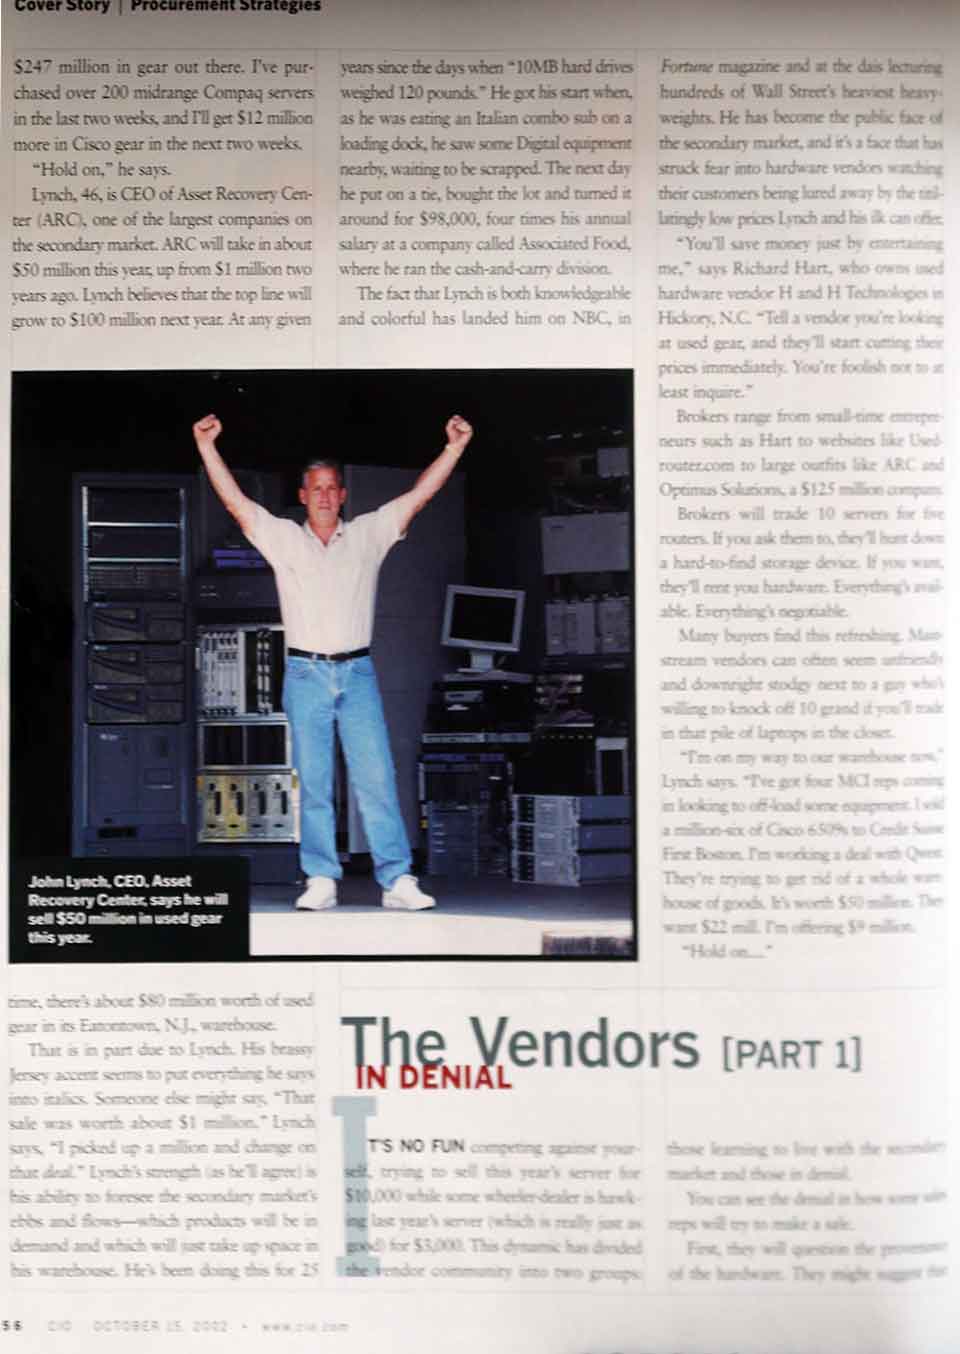 Cover Story | Procurement Strategies
$247 million in gear out there. I've pur-
chased over 200 midrange Compaq servers
in the last two weeks, and I'll get $12 million
more in Cisco gear in the next two weeks.
"Hold on," he says.
Lynch, 46, is CEO of Asset Recovery Cen-
ter (ARC), one of the largest companies on
the secondary market. ARC will take in about
$50 million this year, up from $1 million two
years ago. Lynch believes that the top line will
grow to $100 million next year. At any given
John Lynch, CEO, Asset
Recovery Center, says he will
sell $50 million in used gear
this year.
time, there's about $80 million worth of used
gear in its Eatontown, N.J., warehouse.
That is in part due to Lynch. His brassy
Jersey accent seems to put everything he says
into italics. Someone else might say, "That
sale was worth about $1 million." Lynch
says, "I picked up a million and change on
that deal." Lynch's strength (as he'll agree) is
his ability to foresee the secondary market's
ebbs and flows—which products will be in
demand and which will just take up space in
his warehouse. He's been doing this for 25
years since the days when "10MB hard drives
weighed 120 pounds." He got his start when,
as he was eating an Italian combo sub on a
loading dock, he saw some Digital equipment
nearby, waiting to be scrapped. The next day
he put on a tie, bought the lot and turned it
around for $98,000, four times his annual
salary at a company called Associated Food,
where he ran the cash-and-carry division.
The fact that Lynch is both knowledgeable
and colorful has landed him on NBC, in
Fortune magazine and at the dais lecturing
hundreds of Wall Street's heaviest heavy-
weights. He has become the public face of
the secondary market, and it's a face that has
struck fear into hardware vendors watching
their customers being lured away by the titil-
latingly low prices Lynch and his ilk can offer.
"You'll save money just by entertaining
me," says Richard Hart, who owns used
hardware vendor H and H Technologies in
Hickory, N.C. "Tell a vendor you're looking
at used gear, and they'll start cutting their
prices immediately. You're foolish not to at
least inquire."
Brokers range from small-time entrepre-
neurs such as Hart to websites like Used-
router.com to large outfits like ARC and
Optimus Solutions, a $125 million company.
Brokers will trade 10 servers for five
routers. If you ask them to, they'll hunt down
a hard-to-find storage device. If you want,
they'll rent you hardware. Everything's avail-
able. Everything's negotiable.
Many buyers find this refreshing. Main-
stream vendors can often seem unfriendly
and downright stodgy next to a guy who's
willing to knock off 10 grand if you'll trade
in that pile of laptops in the closet.
"I'm on my way to our warehouse now,"
Lynch says. "I've got four MCI reps coming
in looking to off-load some equipment. I sold
a million-six of Cisco 6509s to Credit Suisse
First Boston. I'm working a deal with Qwest.
They're trying to get rid of a whole ware-
house of goods. It's worth $50 million. They
want $22 mill. I'm offering $9 million.
"Hold on...."
The Vendors [PART 1]
IN DENIAL
IT'S NO FUN competing against your-
self, trying to sell this year's server for
$10,000 while some wheeler-dealer is hawk-
ing last year's server (which is really just as
good) for $3,000. This dynamic has divided
the vendor community into two groups:
those learning to live with the secondary
market and those in denial.
You can see the denial in how some sales
reps will try to make a sale.
First, they will question the provenance
of the hardware. They might suggest that
56 CIO OCTOBER 15, 2002 • www.cio.com